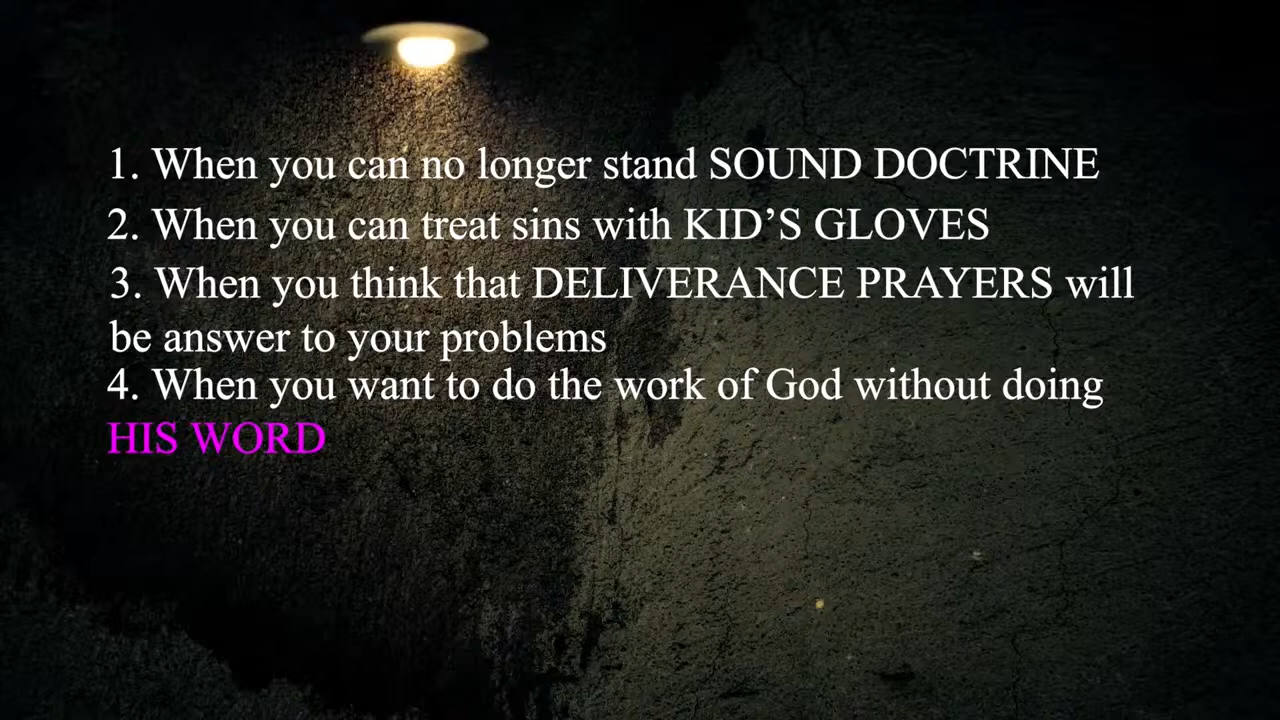 1. When you can no longer stand SOUND DOCTRINE
2. When you can treat sins with KID’S GLOVES
3. When you think that DELIVERANCE PRAYERS will
be answer to your problems
4. When you want to do the work of God without doing
HIS WORD